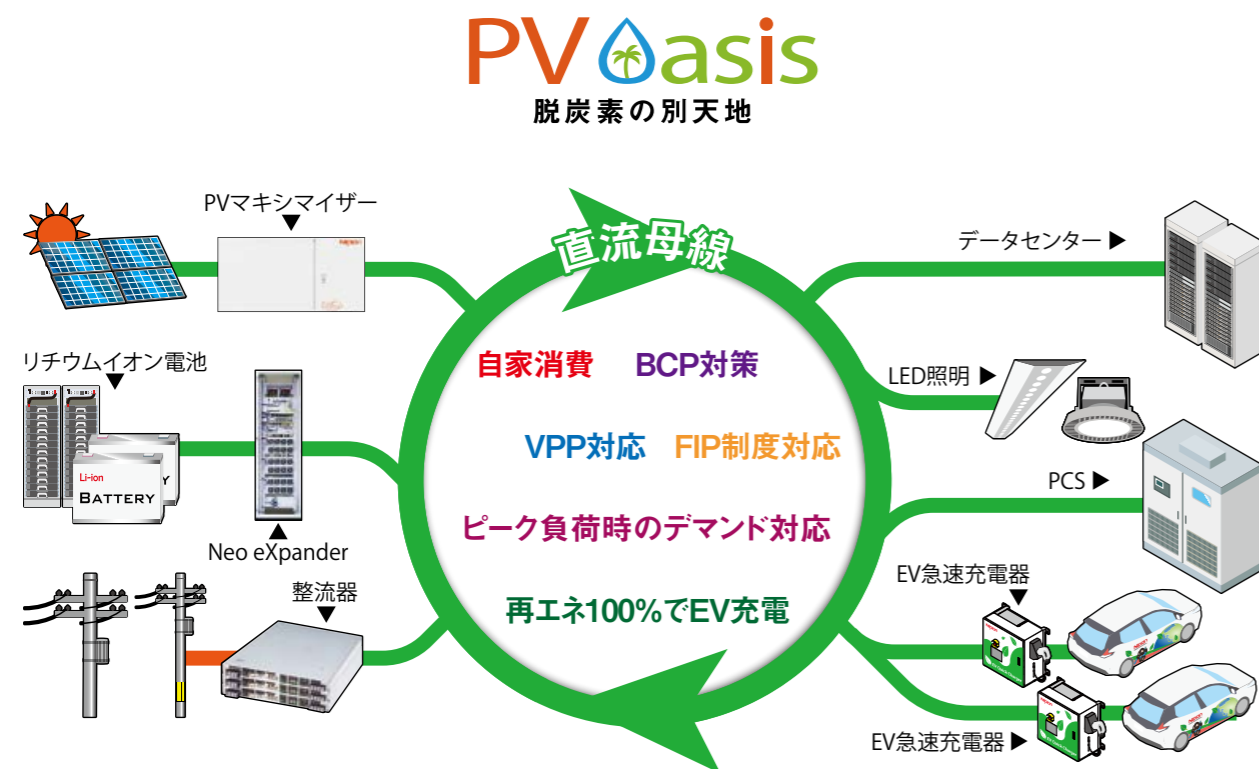 PV Oasis
脱炭素の別天地
PVマキシマイザー
▼
直流母線
データセンター ▶
リチウムイオン電池
▼
Li-ion
BATTERY
Neo eXpander
▲
自家消費
BCP対策
VPP対応
FIP制度対応
ピーク負荷時のデマンド対応
再エネ100%でEV充電
LED照明 ▶
PCS ▶
整流器
▼
EV急速充電器
▼
EV急速充電器 ▶